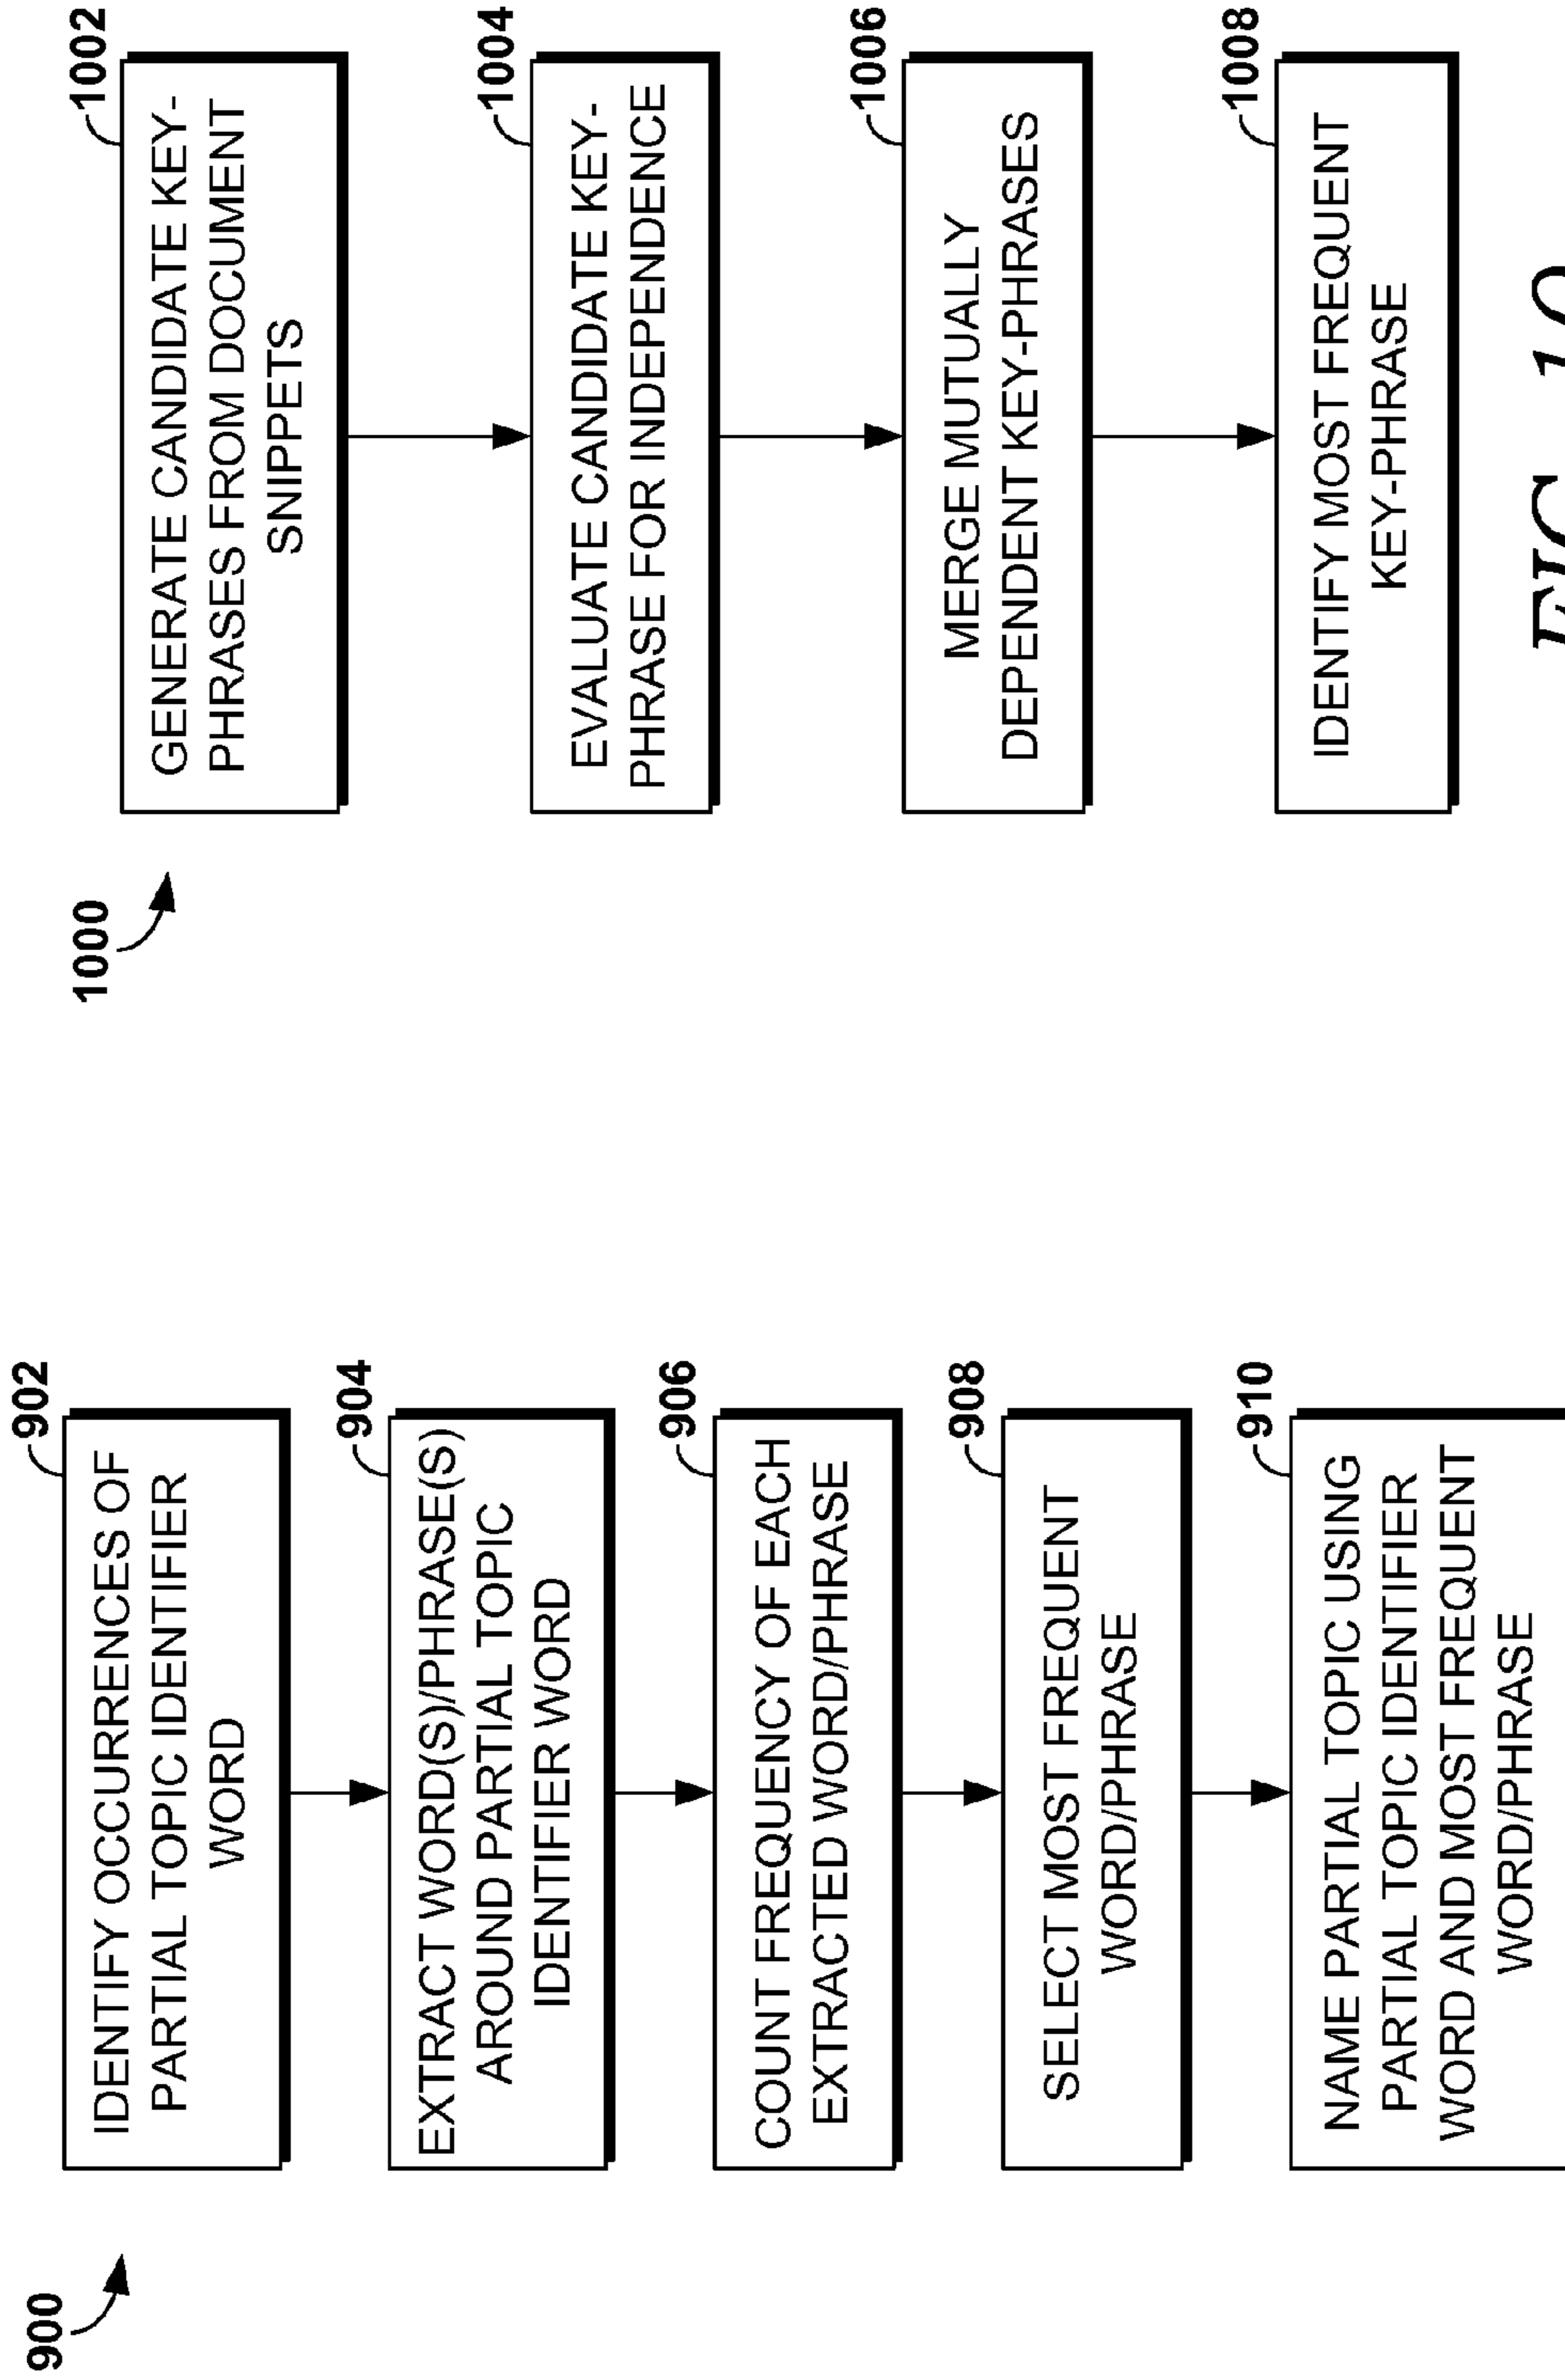 900
902
IDENTIFY OCCURRENCES OF
PARTIAL TOPIC IDENTIFIER
WORD
904
EXTRACT WORD(S)/PHRASE(S)
AROUND PARTIAL TOPIC
IDENTIFIER WORD
906
COUNT FREQUENCY OF EACH
EXTRACTED WORD/PHRASE
908
SELECT MOST FREQUENT
WORD/PHRASE
910
NAME PARTIAL TOPIC USING
PARTIAL TOPIC IDENTIFIER
WORD AND MOST FREQUENT
WORD/PHRASE
1000
1002
GENERATE CANDIDATE KEY-
PHRASES FROM DOCUMENT
SNIPPETS
1004
EVALUATE CANDIDATE KEY-
PHRASE FOR INDEPENDENCE
1006
MERGE MUTUALLY
DEPENDENT KEY-PHRASES
1008
IDENTIFY MOST FREQUENT
KEY-PHRASE
FIG. 10